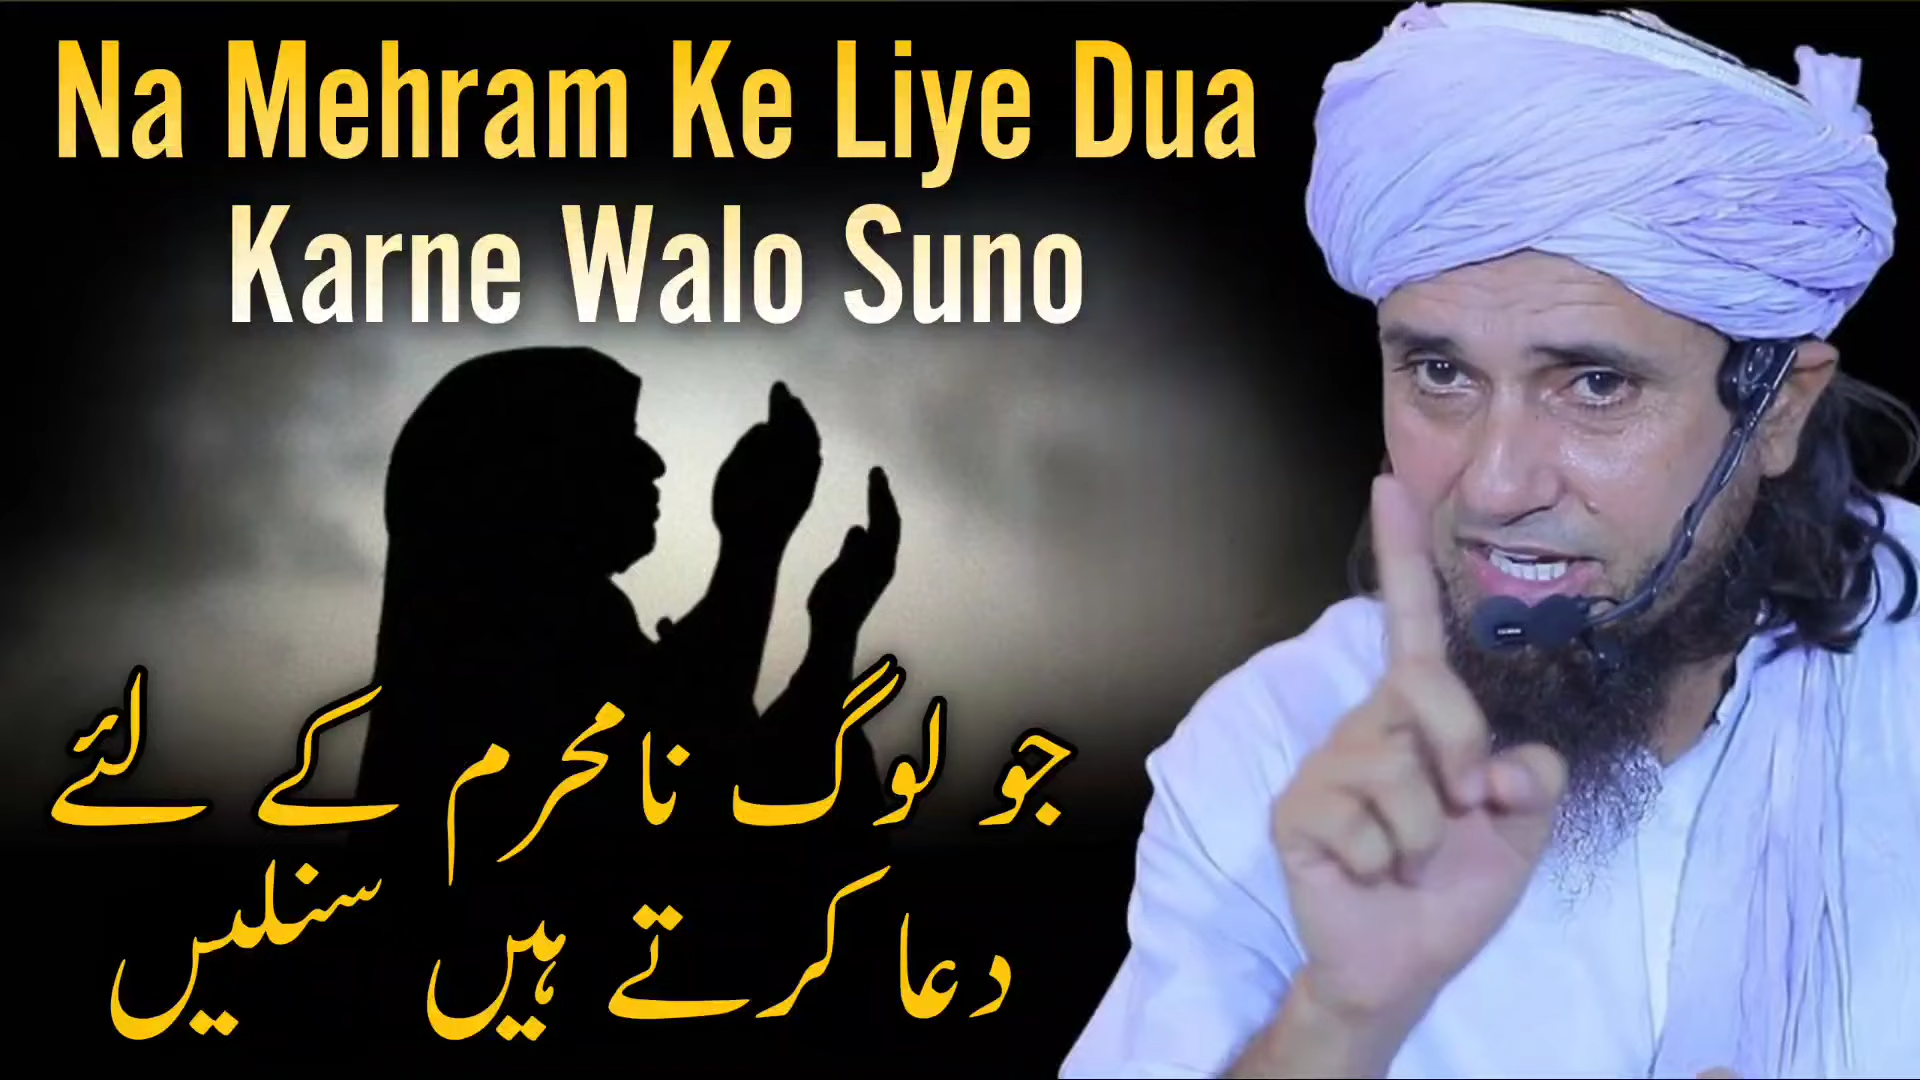 Na Mehram Ke Liye Dua
Karne Walo Suno
جو لوگ نامحرم کے لئے
دعا کرتے ہیں سنلیں